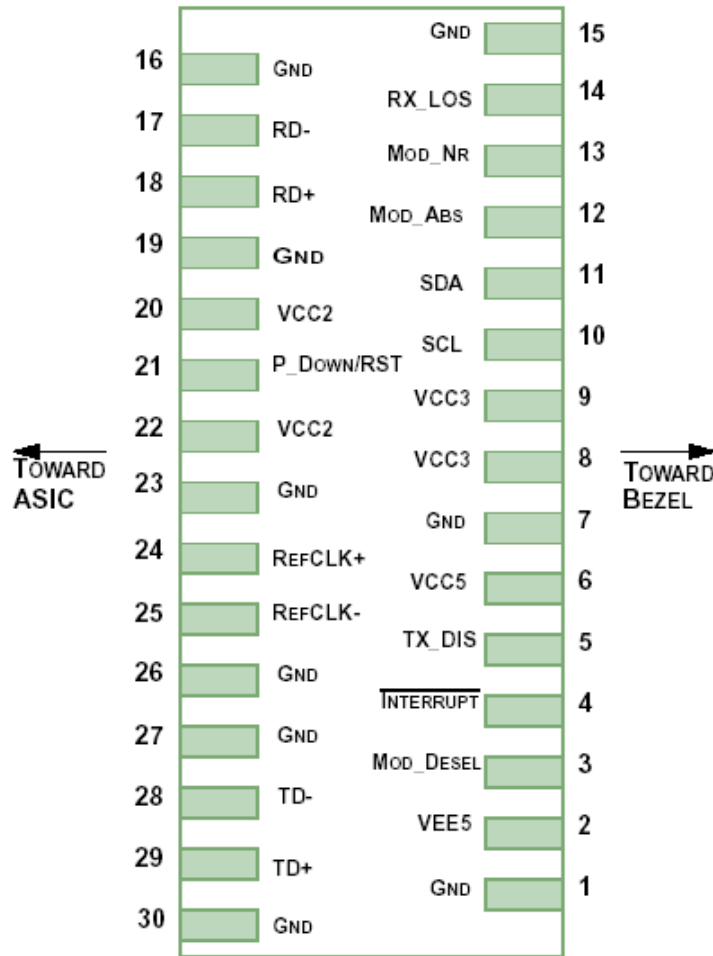 GND 15
16 GND
RX_LOS 14
17 RD-
MOD_NR 13
18 RD+
MOD_ABS 12
19 GND
SDA 11
20 VCC2
SCL 10
21 P_DOWN/RST
VCC3 9
22 VCC2
VCC3 8
TOWARD
ASIC
TOWARD
BEZEL
23 GND
GND 7
24 REFCLK+
VCC5 6
25 REFCLK-
TX_DIS 5
26 GND
INTERRUPT 4
27 GND
MOD_DESEL 3
28 TD-
VEE5 2
29 TD+
GND 1
30 GND